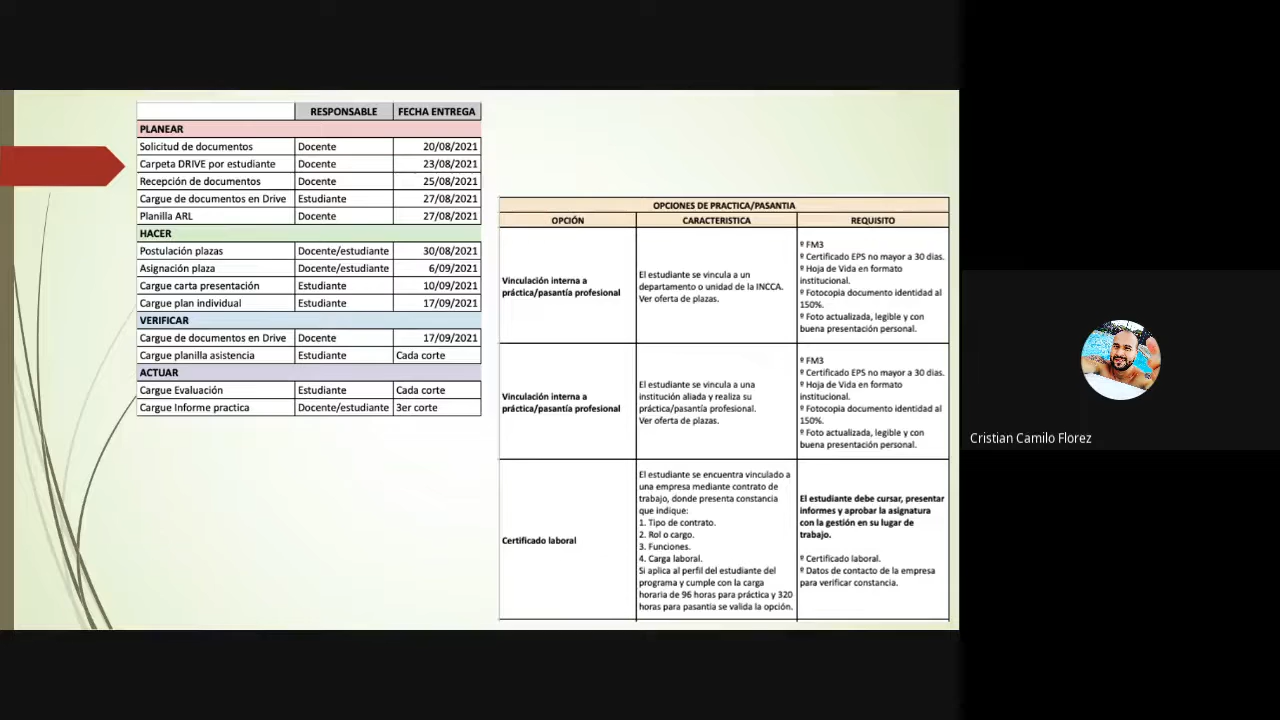 RESPONSABLE FECHA ENTREGA
PLANEAR
Solicitud de documentos Docente 20/08/2021
Carpeta DRIVE por estudiante Docente 23/08/2021
Recepción de documentos Docente 25/08/2021
Cargue de documentos en Drive Estudiante 27/08/2021
Planilla ARL Docente 27/08/2021
HACER
Postulación plazas Docente/estudiante 30/08/2021
Asignación plaza Docente/estudiante 6/09/2021
Cargue carta presentación Estudiante 10/09/2021
Cargue plan individual Estudiante 17/09/2021
VERIFICAR
Cargue de documentos en Drive Docente 17/09/2021
Cargue planilla asistencia Estudiante Cada corte
ACTUAR
Cargue Evaluación Estudiante Cada corte
Cargue Informe practica Docente/estudiante 3er corte
OPCIONES DE PRACTICA/PASANTIA
OPCIÓN CARACTERISTICA REQUISITO
Vinculación interna a
práctica/pasantía profesional
El estudiante se vincula a un
departamento o unidad de la INCCA.
Ver oferta de plazas.
º FM3
º Certificado EPS no mayor a 30 dias.
º Hoja de Vida en formato
institucional.
º Fotocopia documento identidad al
150%.
º Foto actualizada, legible y con
buena presentación personal.
Vinculación interna a
práctica/pasantía profesional
El estudiante se vincula a una
institución aliada y realiza su
práctica/pasantía profesional.
Ver oferta de plazas.
º FM3
º Certificado EPS no mayor a 30 dias.
º Hoja de Vida en formato
institucional.
º Fotocopia documento identidad al
150%.
º Foto actualizada, legible y con
buena presentación personal.
Certificado laboral
El estudiante se encuentra vinculado a
una empresa mediante contrato de
trabajo, donde presenta constancia
que indique:
1. Tipo de contrato.
2. Rol o cargo.
3. Funciones.
4. Carga laboral.
Si aplica al perfil del estudiante del
programa y cumple con la carga
horaria de 96 horas para práctica y 320
horas para pasantia se valida la opción.
El estudiante debe cursar, presentar
informes y aprobar la asignatura
con la gestión en su lugar de
trabajo.
º Certificado laboral.
º Datos de contacto de la empresa
para verificar constancia.
Cristian Camilo Florez